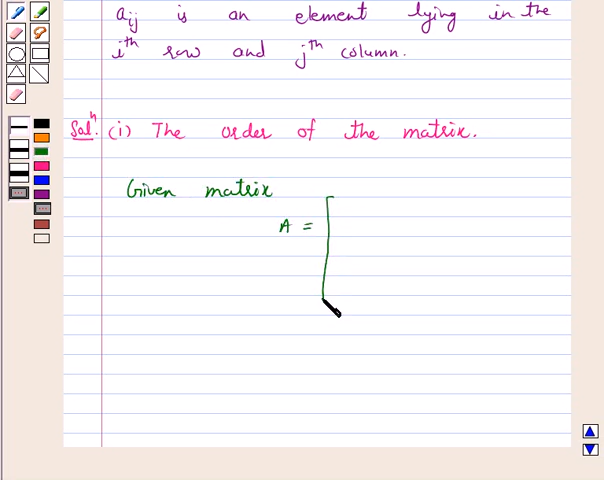 aij is an element lying in the
ith row and jth column.
Solⁿ. (i) The order of the matrix.
Given matrix
A = [